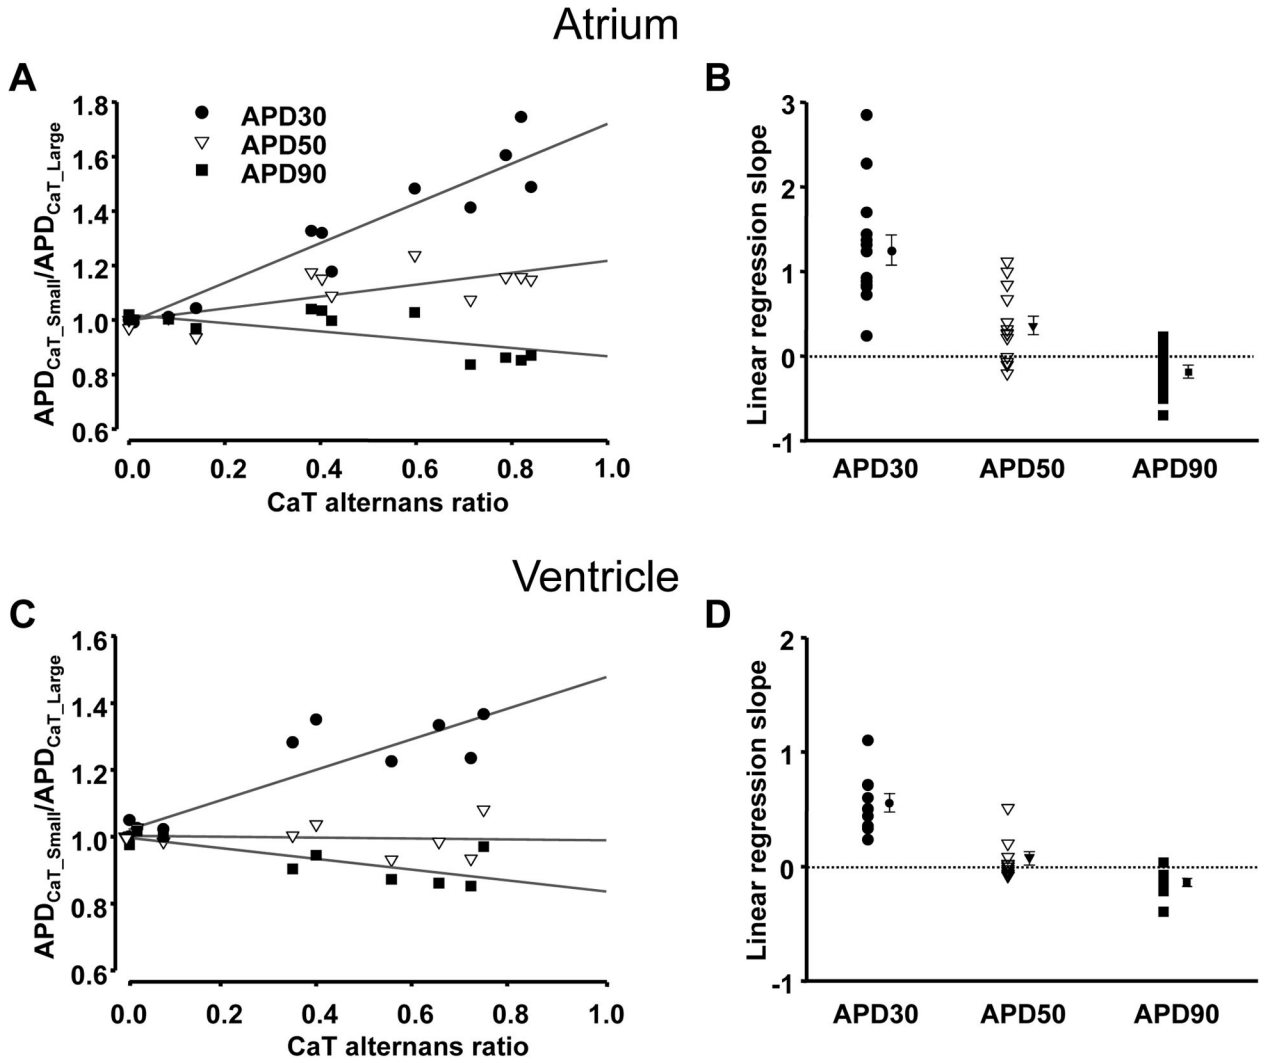 Atrium
A
APD_CaT_Small/APD_CaT_Large
1.8
1.6
1.4
1.2
1.0
0.8
0.6
APD30
APD50
APD90
0.0 0.2 0.4 0.6 0.8 1.0
CaT alternans ratio
B
Linear regression slope
3
2
1
0
-1
APD30 APD50 APD90
Ventricle
C
APD_CaT_Small/APD_CaT_Large
1.6
1.4
1.2
1.0
0.8
0.6
0.0 0.2 0.4 0.6 0.8 1.0
CaT alternans ratio
D
Linear regression slope
2
1
0
-1
APD30 APD50 APD90